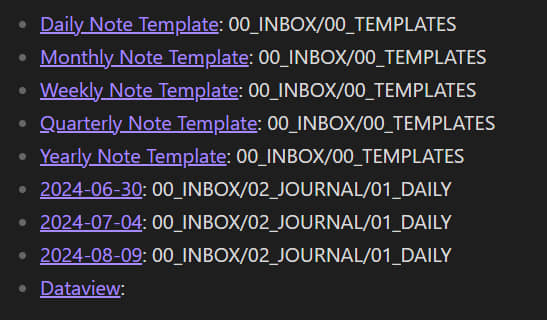 Daily Note Template: 00_INBOX/00_TEMPLATES
Monthly Note Template: 00_INBOX/00_TEMPLATES
Weekly Note Template: 00_INBOX/00_TEMPLATES
Quarterly Note Template: 00_INBOX/00_TEMPLATES
Yearly Note Template: 00_INBOX/00_TEMPLATES
2024-06-30: 00_INBOX/02_JOURNAL/01_DAILY
2024-07-04: 00_INBOX/02_JOURNAL/01_DAILY
2024-08-09: 00_INBOX/02_JOURNAL/01_DAILY
Dataview: